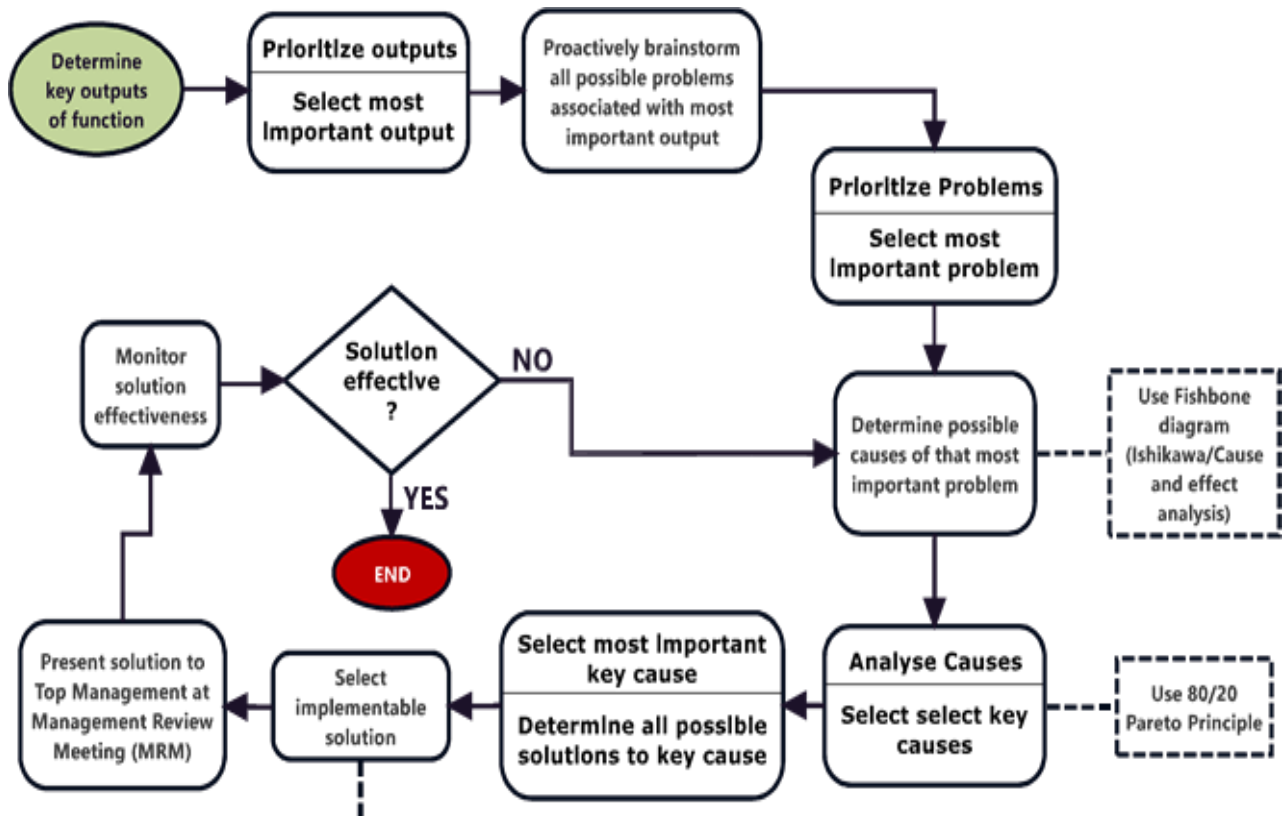 Determine
key outputs
of function
Prioritize outputs
Select most
Important output
Proactively brainstorm
all possible problems
associated with most
important output
Prioritize Problems
Select most
Important problem
Monitor
solution
effectiveness
Solution
effective
?
NO
YES
END
Determine possible
causes of that most
important problem
Use Fishbone
diagram
(Ishikawa/Cause
and effect
analysis)
Present solution to
Top Management at
Management Review
Meeting (MRM)
Select
implementable
solution
Select most Important
key cause
Determine all possible
solutions to key cause
Analyse Causes
Select select key
causes
Use 80/20
Pareto Principle